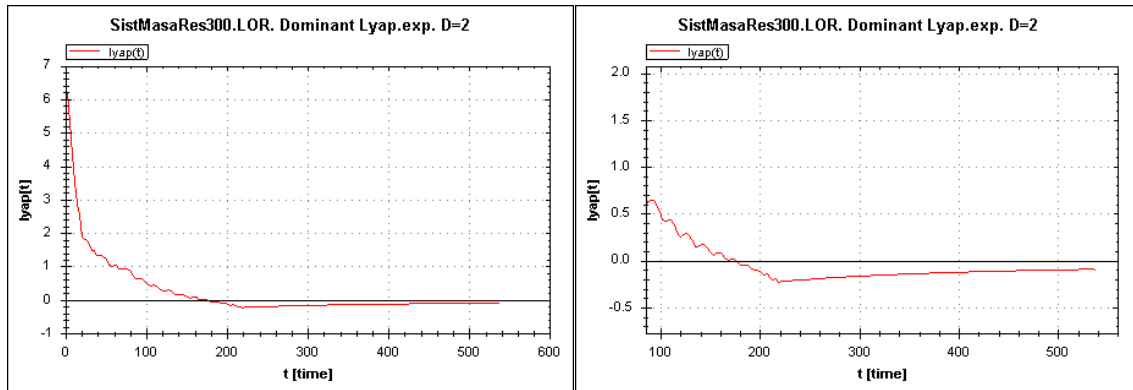 SistMasaRes300.LOR. Dominant Lyap.exp. D=2
lyap(t)
7
6
5
4
3
2
1
0
-1
lyap[t]
0 100 200 300 400 500 600
t [time]
SistMasaRes300.LOR. Dominant Lyap.exp. D=2
lyap(t)
2.0
1.5
1.0
0.5
0.0
-0.5
lyap[t]
100 200 300 400 500
t [time]